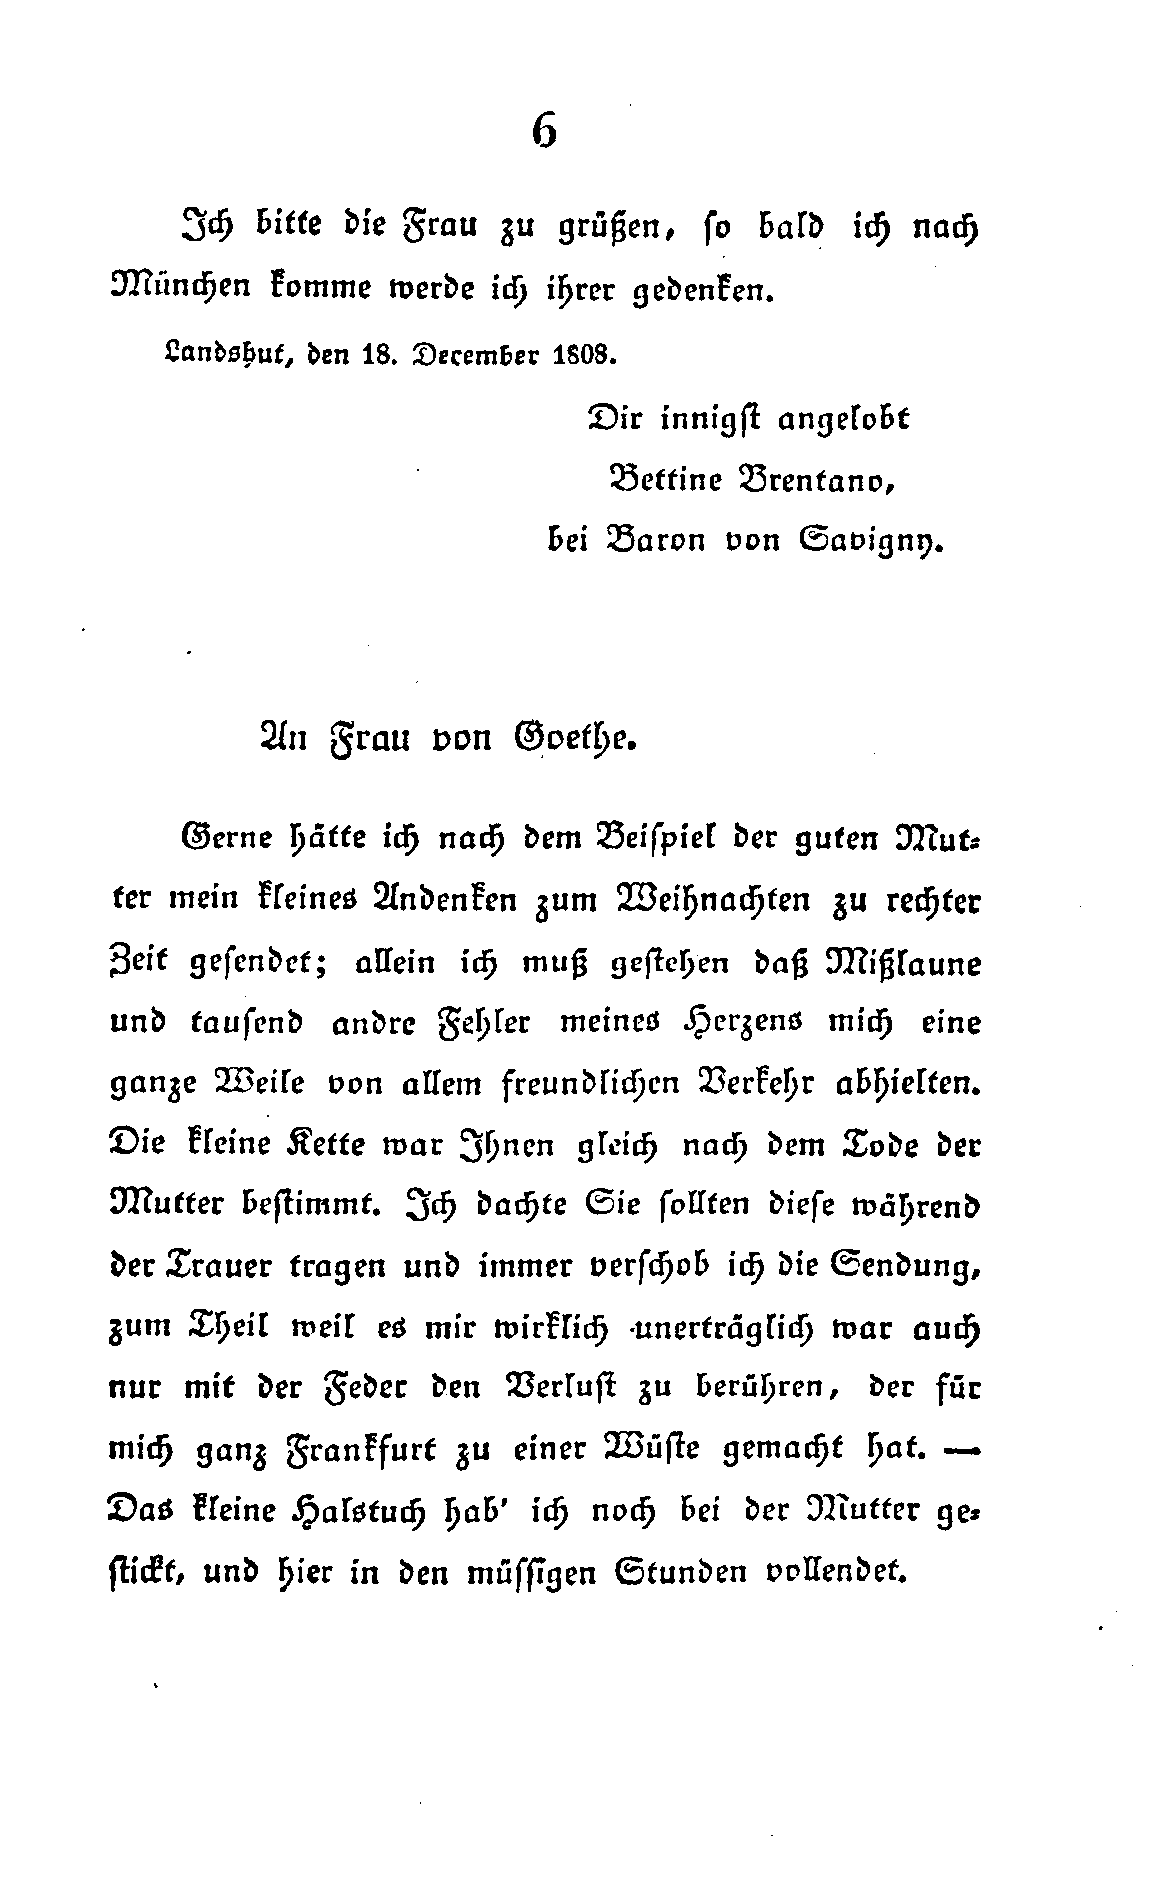 6
Ich bitte die Frau zu grüßen, so bald ich nach
München komme werde ich ihrer gedenken.
Landshut, den 18. December 1808.
Dir innigst angelobt
Bettine Brentano,
bei Baron von Savigny.
An Frau von Goethe.
Gerne hätte ich nach dem Beispiel der guten Mut⸗
ter mein kleines Andenken zum Weihnachten zu rechter
Zeit gesendet; allein ich muß gestehen daß Mißlaune
und tausend andre Fehler meines Herzens mich eine
ganze Weile von allem freundlichen Verkehr abhielten.
Die kleine Kette war Ihnen gleich nach dem Tode der
Mutter bestimmt. Ich dachte Sie sollten diese während
der Trauer tragen und immer verschob ich die Sendung,
zum Theil weil es mir wirklich unerträglich war auch
nur mit der Feder den Verlust zu berühren, der für
mich ganz Frankfurt zu einer Wüste gemacht hat. —
Das kleine Halstuch hab' ich noch bei der Mutter ge⸗
stickt, und hier in den müssigen Stunden vollendet.